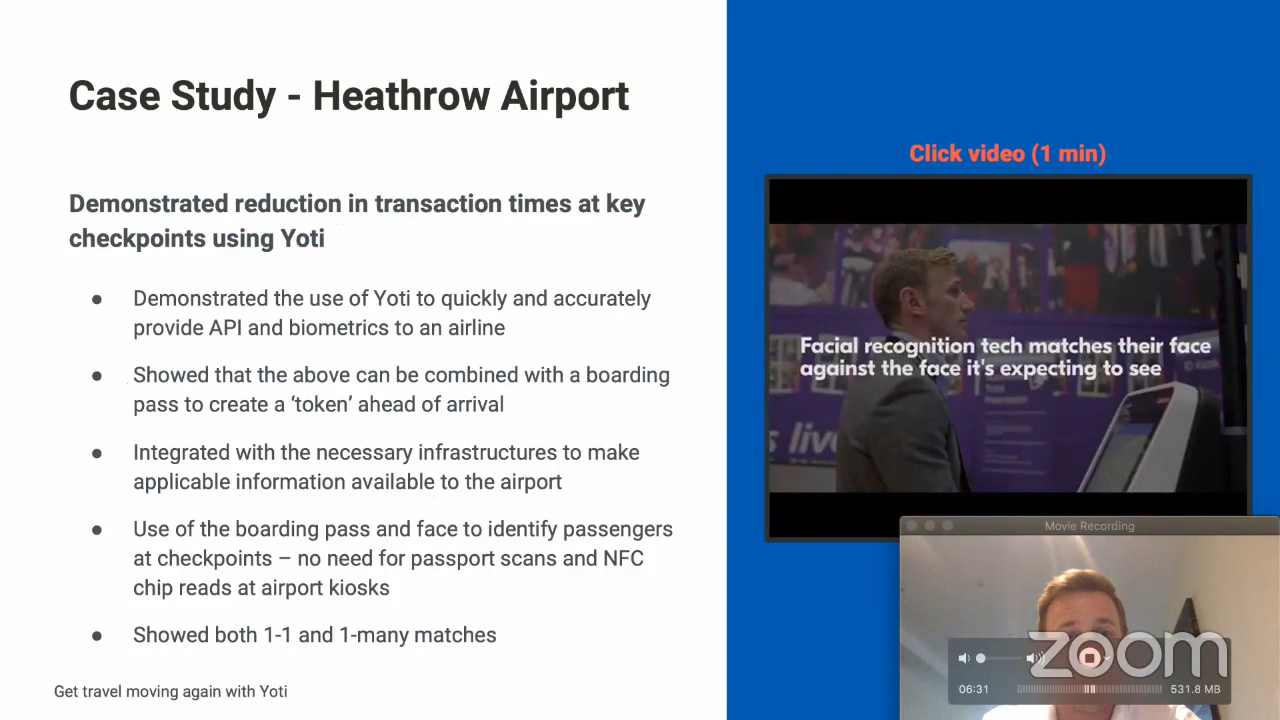 Case Study - Heathrow Airport
Demonstrated reduction in transaction times at key
checkpoints using Yoti
● Demonstrated the use of Yoti to quickly and accurately
provide API and biometrics to an airline
● Showed that the above can be combined with a boarding
pass to create a ‘token’ ahead of arrival
● Integrated with the necessary infrastructures to make
applicable information available to the airport
● Use of the boarding pass and face to identify passengers
at checkpoints – no need for passport scans and NFC
chip reads at airport kiosks
● Showed both 1-1 and 1-many matches
Get travel moving again with Yoti
Click video (1 min)
Facial recognition tech matches their face
against the face it's expecting to see
Movie Recording
zoom
06:31
531.8 MB